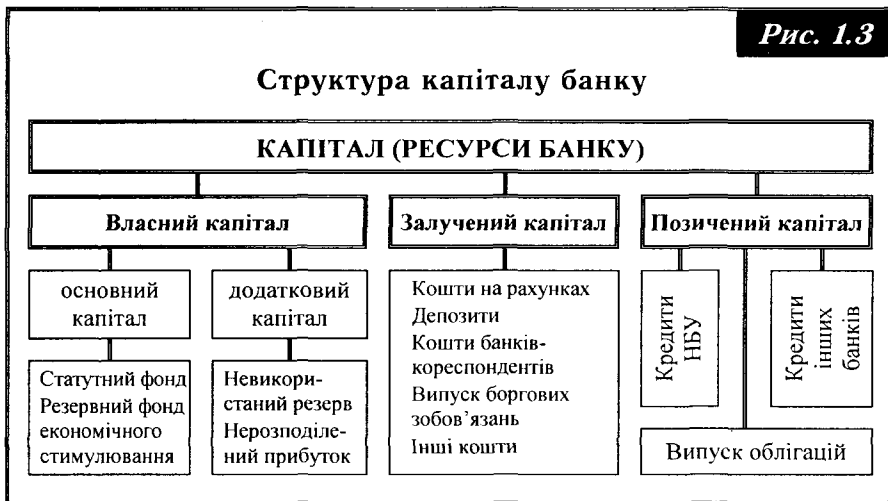 Рис. 1.3
Структура капіталу банку
КАПІТАЛ (РЕСУРСИ БАНКУ)
Власний капітал
Залучений капітал
Позичений капітал
основний
капітал
додатковий
капітал
Статутний фонд
Резервний фонд
економічного
стимулювання
Невикори-
станий резерв
Нерозподіле-
ний прибуток
Кошти на рахунках
Депозити
Кошти банків-
кореспондентів
Випуск боргових
зобов’язань
Інші кошти
Кредити
НБУ
Кредити
інших
банків
Випуск облігацій